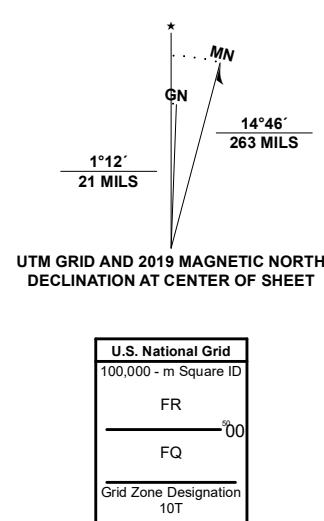 ★
MN
GN
14°46´
263 MILS
1°12´
21 MILS
UTM GRID AND 2019 MAGNETIC NORTH
DECLINATION AT CENTER OF SHEET
U.S. National Grid
100,000 - m Square ID
FR
⁵⁰00
FQ
Grid Zone Designation
10T